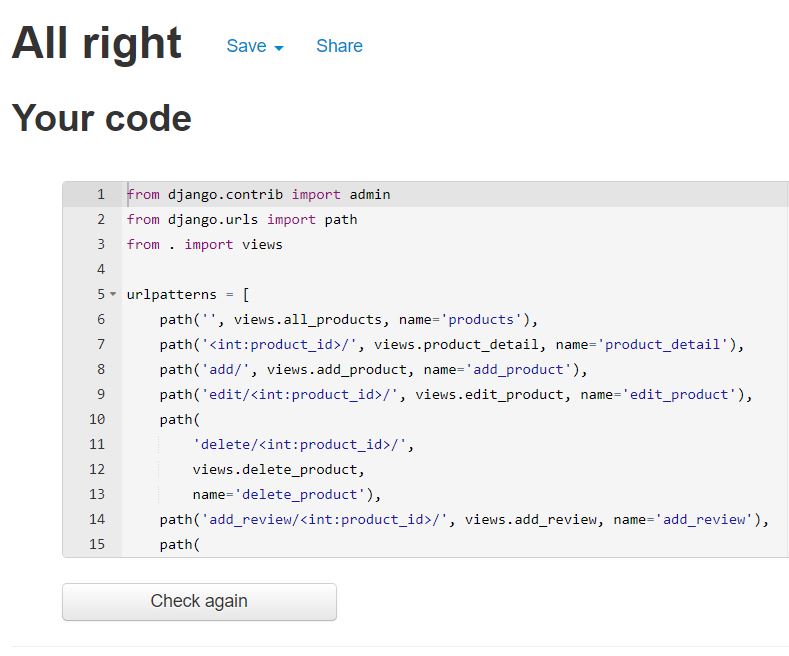 All right Save Share
Your code
1 from django.contrib import admin
2 from django.urls import path
3 from . import views
4
5 urlpatterns = [
6 path('', views.all_products, name='products'),
7 path('<int:product_id>/', views.product_detail, name='product_detail'),
8 path('add/', views.add_product, name='add_product'),
9 path('edit/<int:product_id>/', views.edit_product, name='edit_product'),
10 path(
11 'delete/<int:product_id>/',
12 views.delete_product,
13 name='delete_product'),
14 path('add_review/<int:product_id>/', views.add_review, name='add_review'),
15 path(
Check again